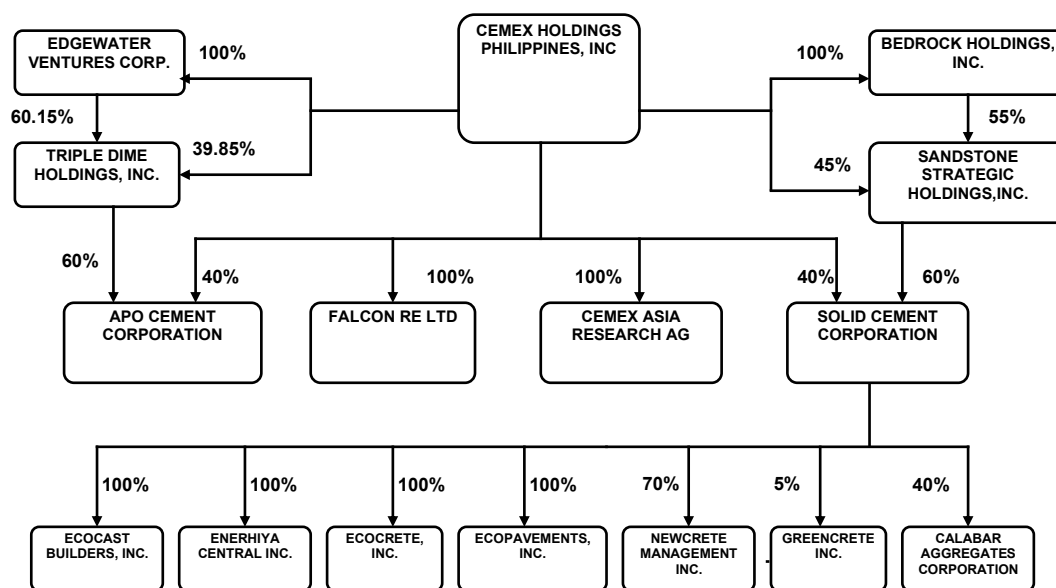 CEMEX HOLDINGS
PHILIPPINES, INC
EDGEWATER
VENTURES CORP.
100%
100%
BEDROCK HOLDINGS,
INC.
60.15%
55%
TRIPLE DIME
HOLDINGS, INC.
39.85%
45%
SANDSTONE
STRATEGIC
HOLDINGS,INC.
60%
40%
100%
100%
40%
60%
APO CEMENT
CORPORATION
FALCON RE LTD
CEMEX ASIA
RESEARCH AG
SOLID CEMENT
CORPORATION
100%
100%
100%
100%
70%
5%
40%
ECOCAST
BUILDERS, INC.
ENERHIYA
CENTRAL INC.
ECOCRETE,
INC.
ECOPAVEMENTS,
INC.
NEWCRETE
MANAGEMENT
INC.
GREENCRETE
INC.
CALABAR
AGGREGATES
CORPORATION